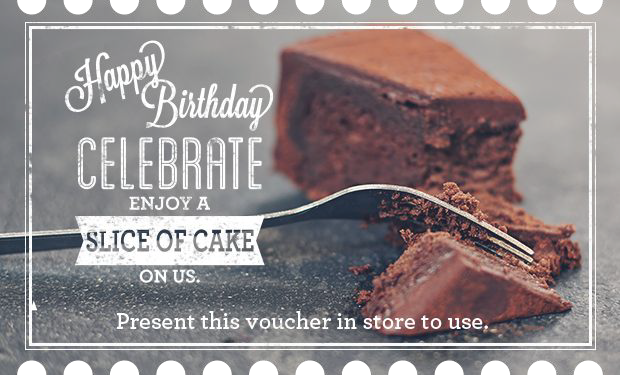 Happy
Birthday
CELEBRATE
ENJOY A
SLICE OF CAKE
ON US.
Present this voucher in store to use.